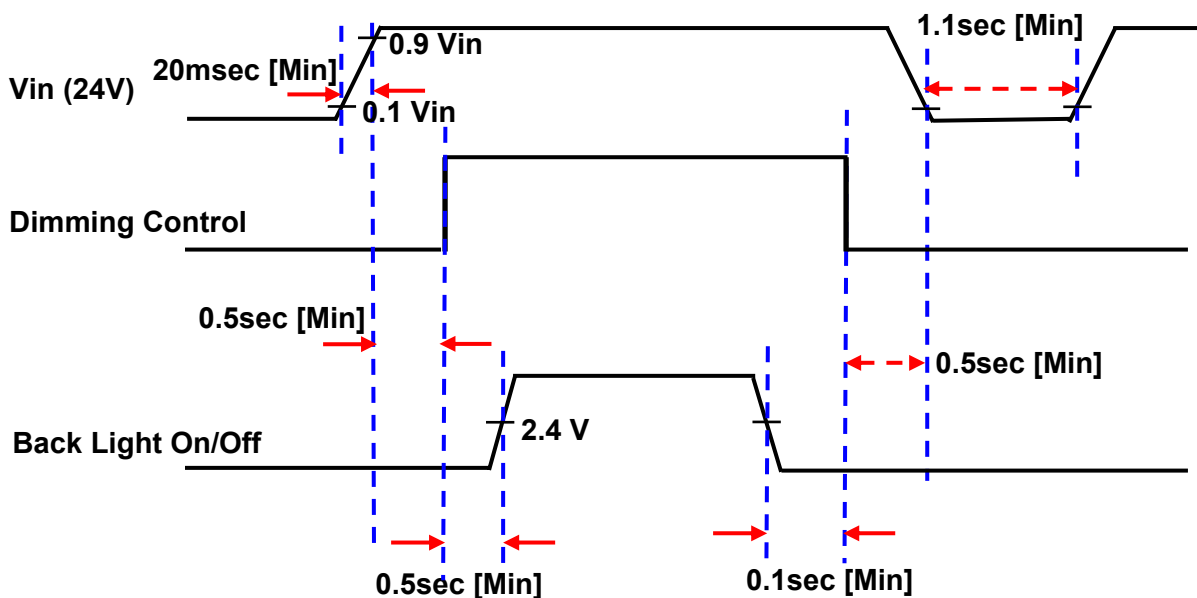 1.1sec [Min]
0.9 Vin
20msec [Min]
Vin (24V)
0.1 Vin
Dimming Control
0.5sec [Min]
0.5sec [Min]
2.4 V
Back Light On/Off
0.5sec [Min]
0.1sec [Min]